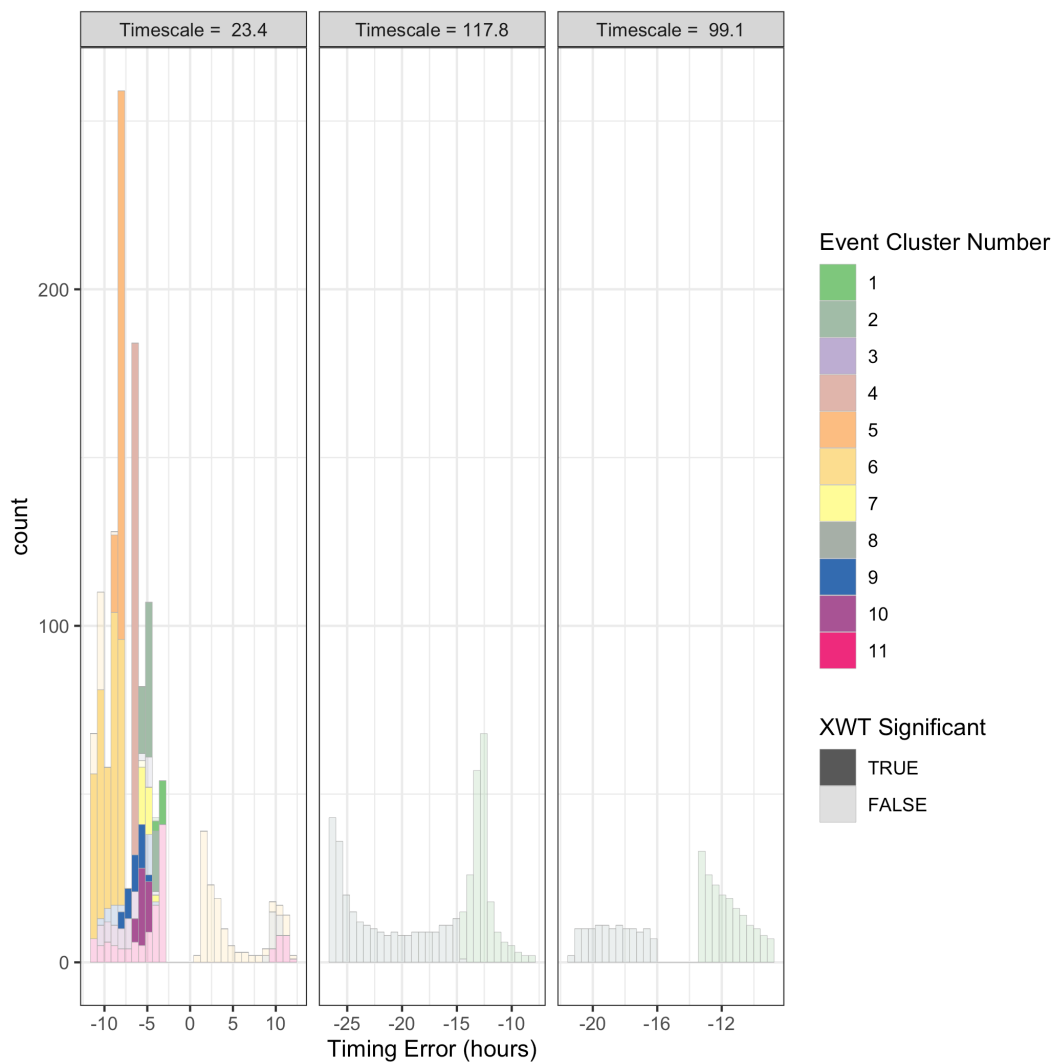 Timescale = 23.4
Timescale = 117.8
Timescale = 99.1
count
200
100
0
-10 -5 0 5 10
-25 -20 -15 -10
-20 -16 -12
Timing Error (hours)
Event Cluster Number
1
2
3
4
5
6
7
8
9
10
11
XWT Significant
TRUE
FALSE